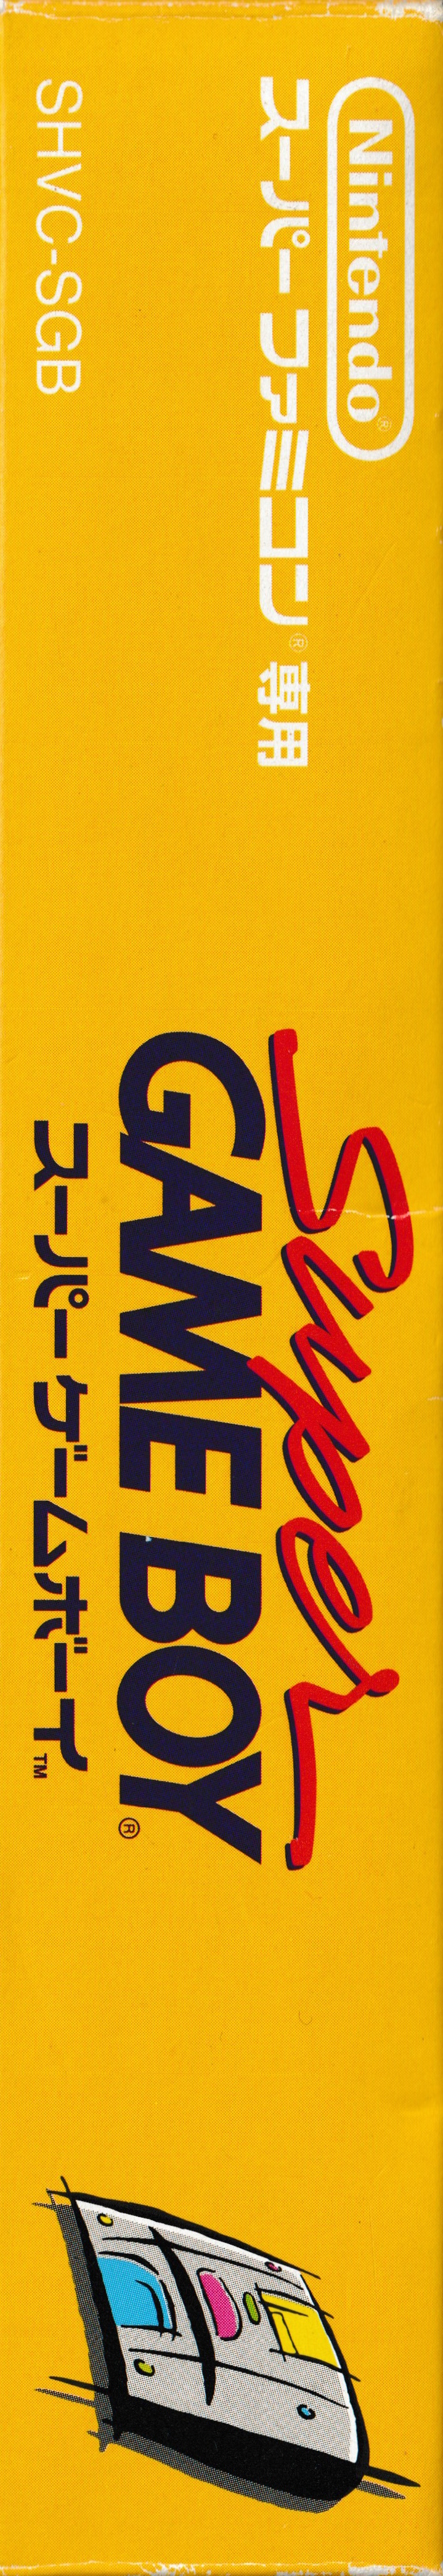 Nintendo®
スーパーファミコン® 専用
SHVC-SGB
Super
GAME BOY®
スーパーゲームボーイ™